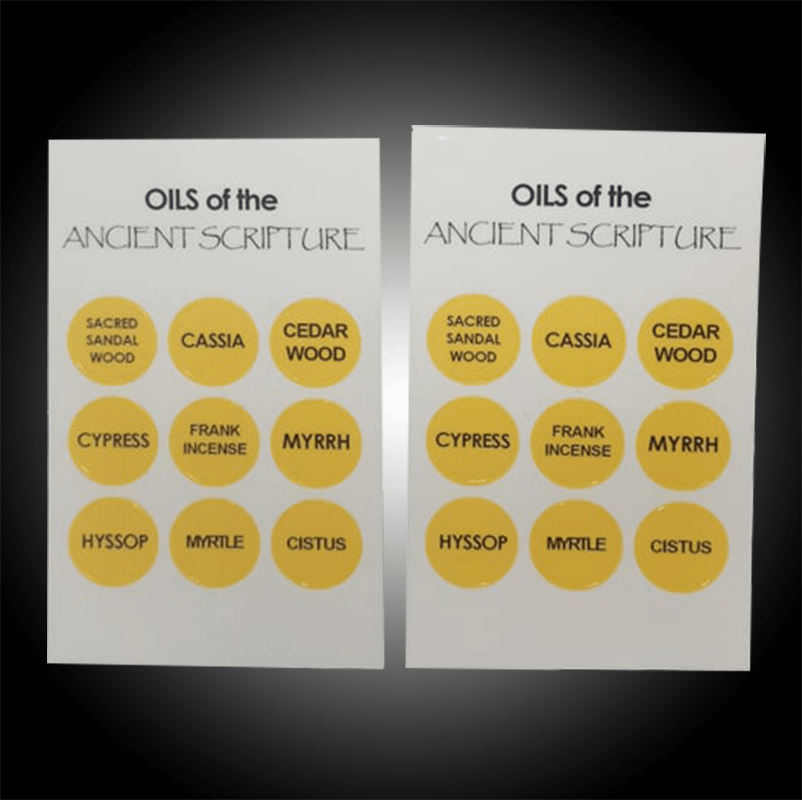 OILS of the
ANCIENT SCRIPTURE
SACRED
SANDAL
WOOD
CASSIA
CEDAR
WOOD
CYPRESS
FRANK
INCENSE
MYRRH
HYSSOP
MYRTLE
CISTUS
OILS of the
ANCIENT SCRIPTURE
SACRED
SANDAL
WOOD
CASSIA
CEDAR
WOOD
CYPRESS
FRANK
INCENSE
MYRRH
HYSSOP
MYRTLE
CISTUS